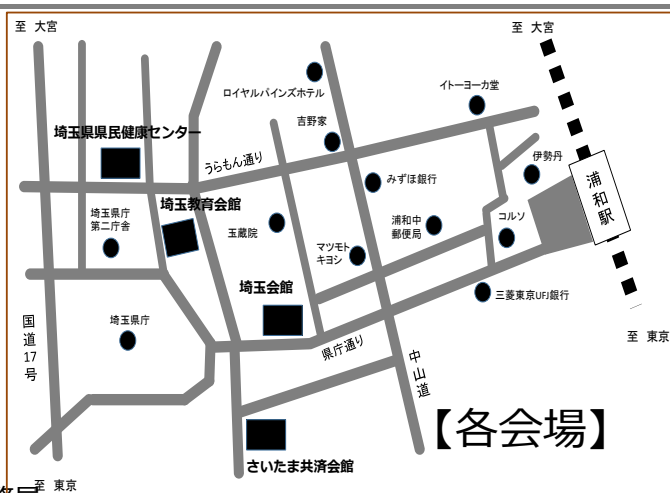 至 大宮
至 大宮
ロイヤルパインズホテル
イトーヨーカ堂
吉野家
埼玉県県民健康センター
うらもん通り
伊勢丹
浦和駅
みずほ銀行
埼玉教育会館
埼玉県庁
第二庁舎
玉蔵院
浦和中
郵便局
コルソ
マツモト
キヨシ
埼玉会館
三菱東京UFJ銀行
国道17号
埼玉県庁
県庁通り
中山道
至 東京
【各会場】
さいたま共済会館
至 東京